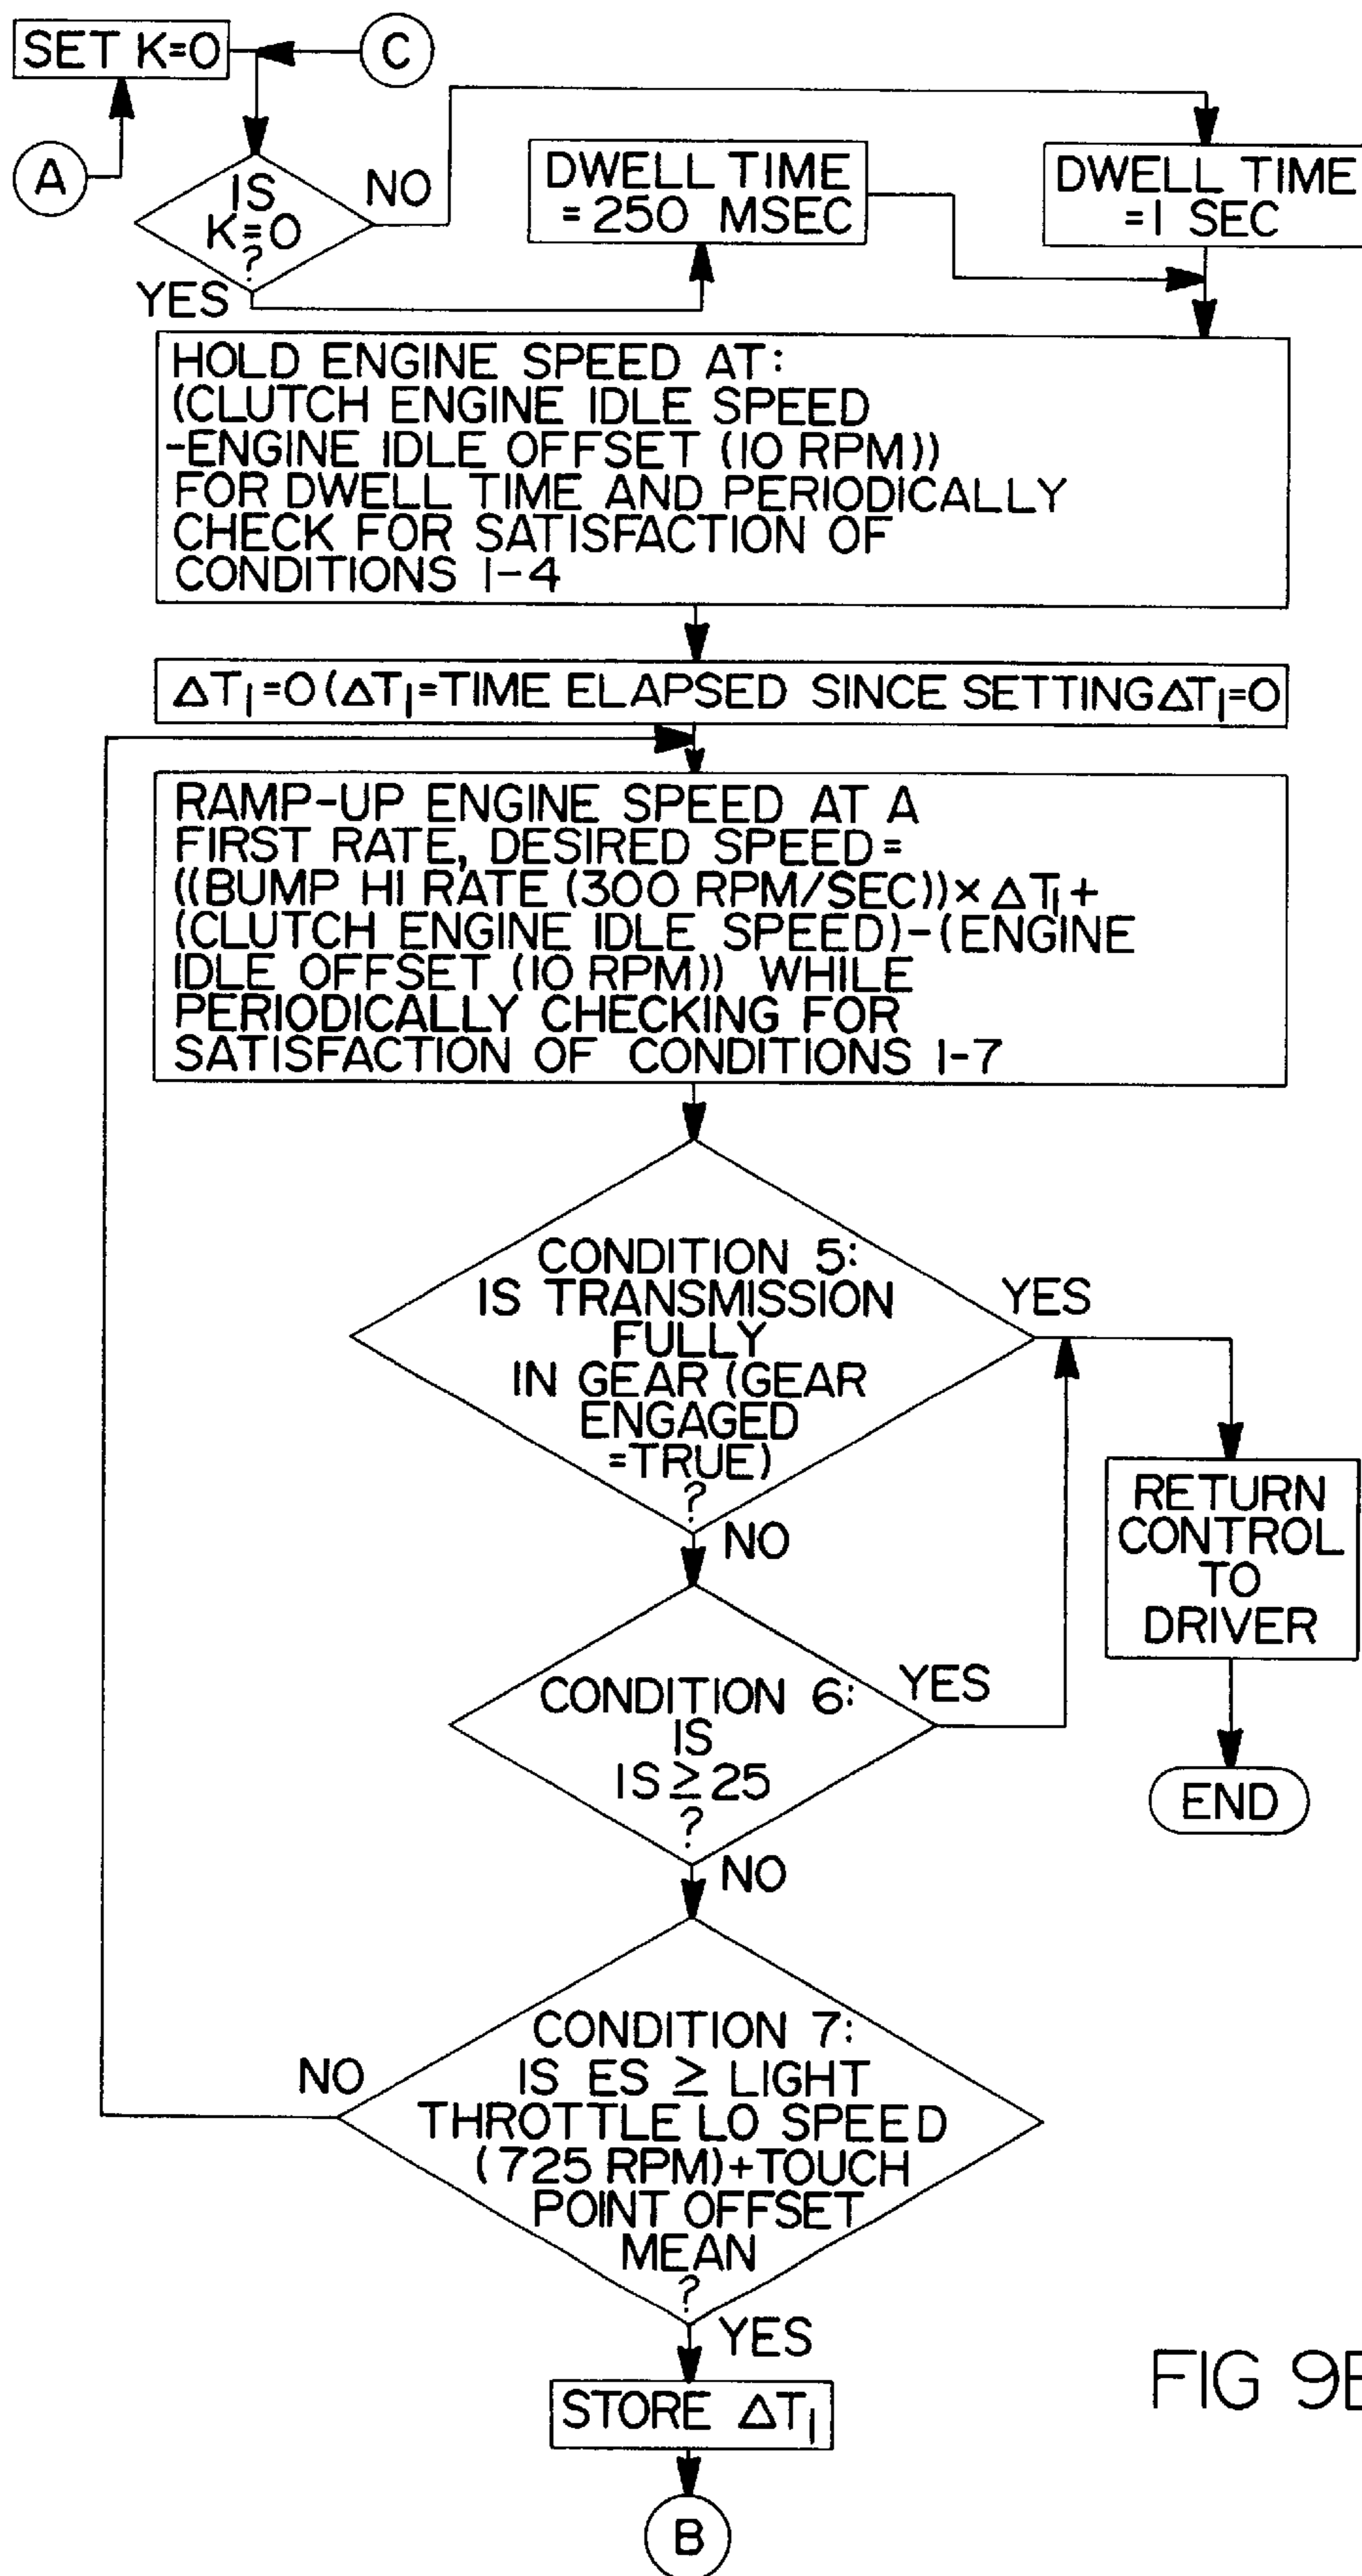 SET K=0
C
A
IS
K=0
?
NO
YES
DWELL TIME
=250 MSEC
DWELL TIME
=1 SEC
HOLD ENGINE SPEED AT:
(CLUTCH ENGINE IDLE SPEED
-ENGINE IDLE OFFSET (10 RPM))
FOR DWELL TIME AND PERIODICALLY
CHECK FOR SATISFACTION OF
CONDITIONS 1-4
ΔT1=0 (ΔT1=TIME ELAPSED SINCE SETTING ΔT1=0
RAMP-UP ENGINE SPEED AT A
FIRST RATE, DESIRED SPEED=
((BUMP HI RATE (300 RPM/SEC))×ΔT1+
(CLUTCH ENGINE IDLE SPEED)-(ENGINE
IDLE OFFSET (10 RPM)) WHILE
PERIODICALLY CHECKING FOR
SATISFACTION OF CONDITIONS 1-7
CONDITION 5:
IS TRANSMISSION
FULLY
IN GEAR (GEAR
ENGAGED
=TRUE)
?
YES
NO
RETURN
CONTROL
TO
DRIVER
END
CONDITION 6:
IS
IS≥25
?
YES
NO
CONDITION 7:
IS ES ≥ LIGHT
THROTTLE LO SPEED
(725 RPM)+TOUCH
POINT OFFSET
MEAN
?
NO
YES
STORE ΔT1
B
FIG 9B